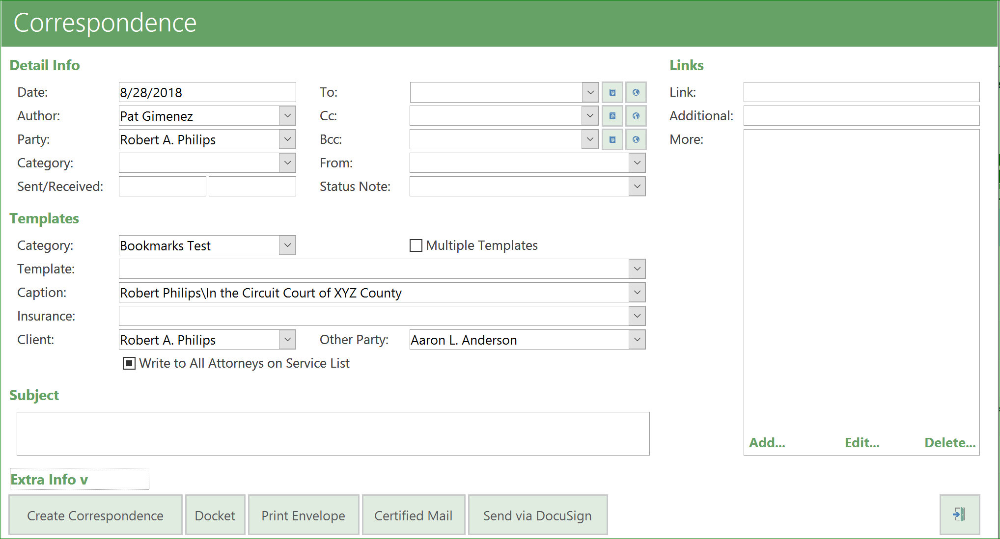 Correspondence
Detail Info
Date: 8/28/2018
Author: Pat Gimenez
Party: Robert A. Philips
Category:
Sent/Received:
To:
Cc:
Bcc:
From:
Status Note:
Links
Link:
Additional:
More:
Add... Edit... Delete...
Templates
Category: Bookmarks Test Multiple Templates
Template:
Caption: Robert Philips\In the Circuit Court of XYZ County
Insurance:
Client: Robert A. Philips Other Party: Aaron L. Anderson
Write to All Attorneys on Service List
Subject
Extra Info v
Create Correspondence Docket Print Envelope Certified Mail Send via DocuSign